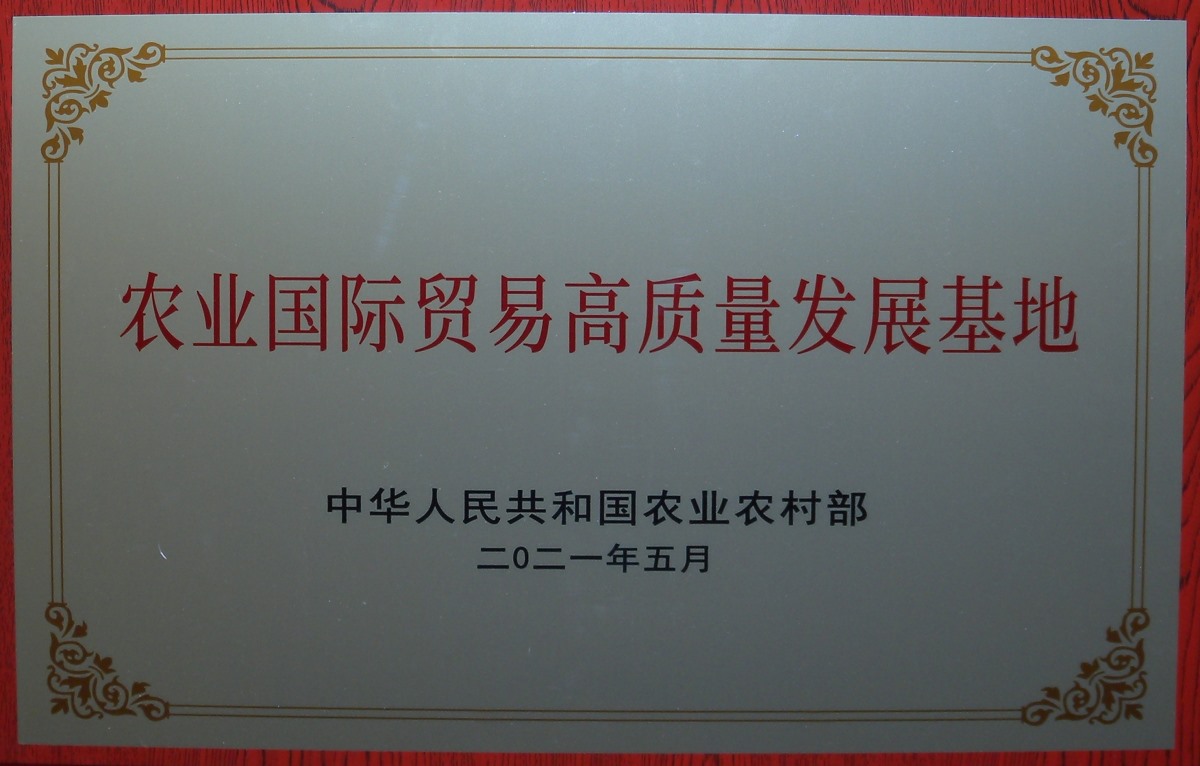 农业国际贸易高质量发展基地
中华人民共和国农业农村部
二0二一年五月